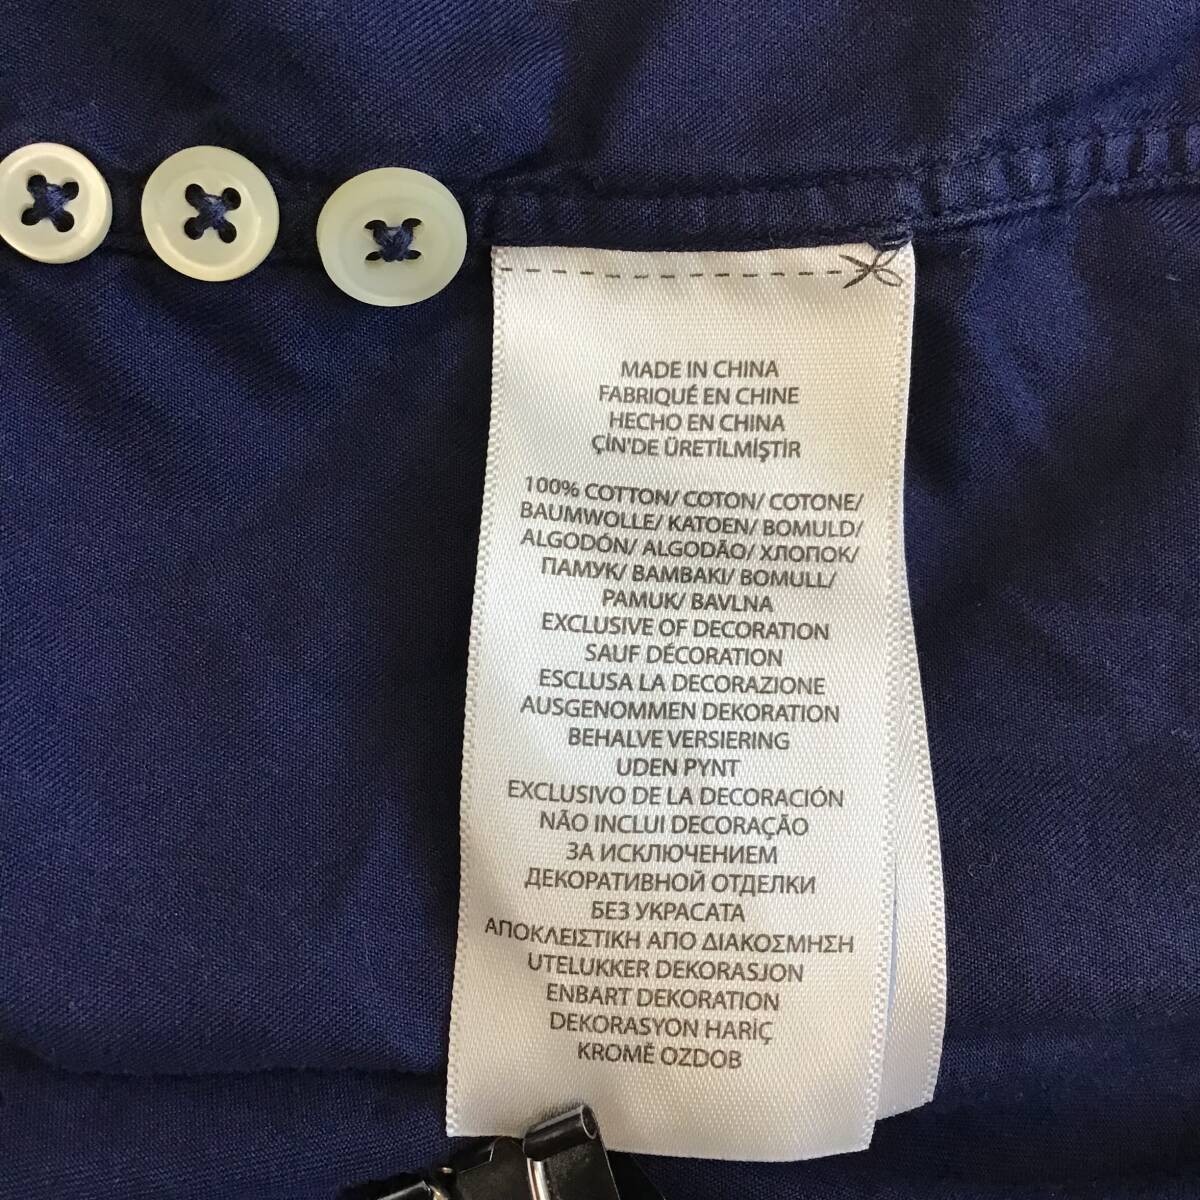 MADE IN CHINA
FABRIQUÉ EN CHINE
HECHO EN CHINA
ÇİN'DE ÜRETİLMİŞTİR
100% COTTON/ COTON/ COTONE/
BAUMWOLLE/ KATOEN/ BOMULD/
ALGODÓN/ ALGODÃO/ ХЛОПОК/
ПАМУК/ BAMBAKI/ BOMULL/
PAMUK/ BAVLNA
EXCLUSIVE OF DECORATION
SAUF DÉCORATION
ESCLUSA LA DECORAZIONE
AUSGENOMMEN DEKORATION
BEHALVE VERSIERING
UDEN PYNT
EXCLUSIVO DE LA DECORACIÓN
NÃO INCLUI DECORAÇÃO
ЗА ИСКЛЮЧЕНИЕМ
ДЕКОРАТИВНОЙ ОТДЕЛКИ
БЕЗ УКРАСАТА
ΑΠΟΚΛΕΙΣΤΙΚΗ ΑΠΟ ΔΙΑΚΟΣΜΗΣΗ
UTELUKKER DEKORASJON
ENBART DEKORATION
DEKORASYON HARİÇ
KROMĚ OZDOB